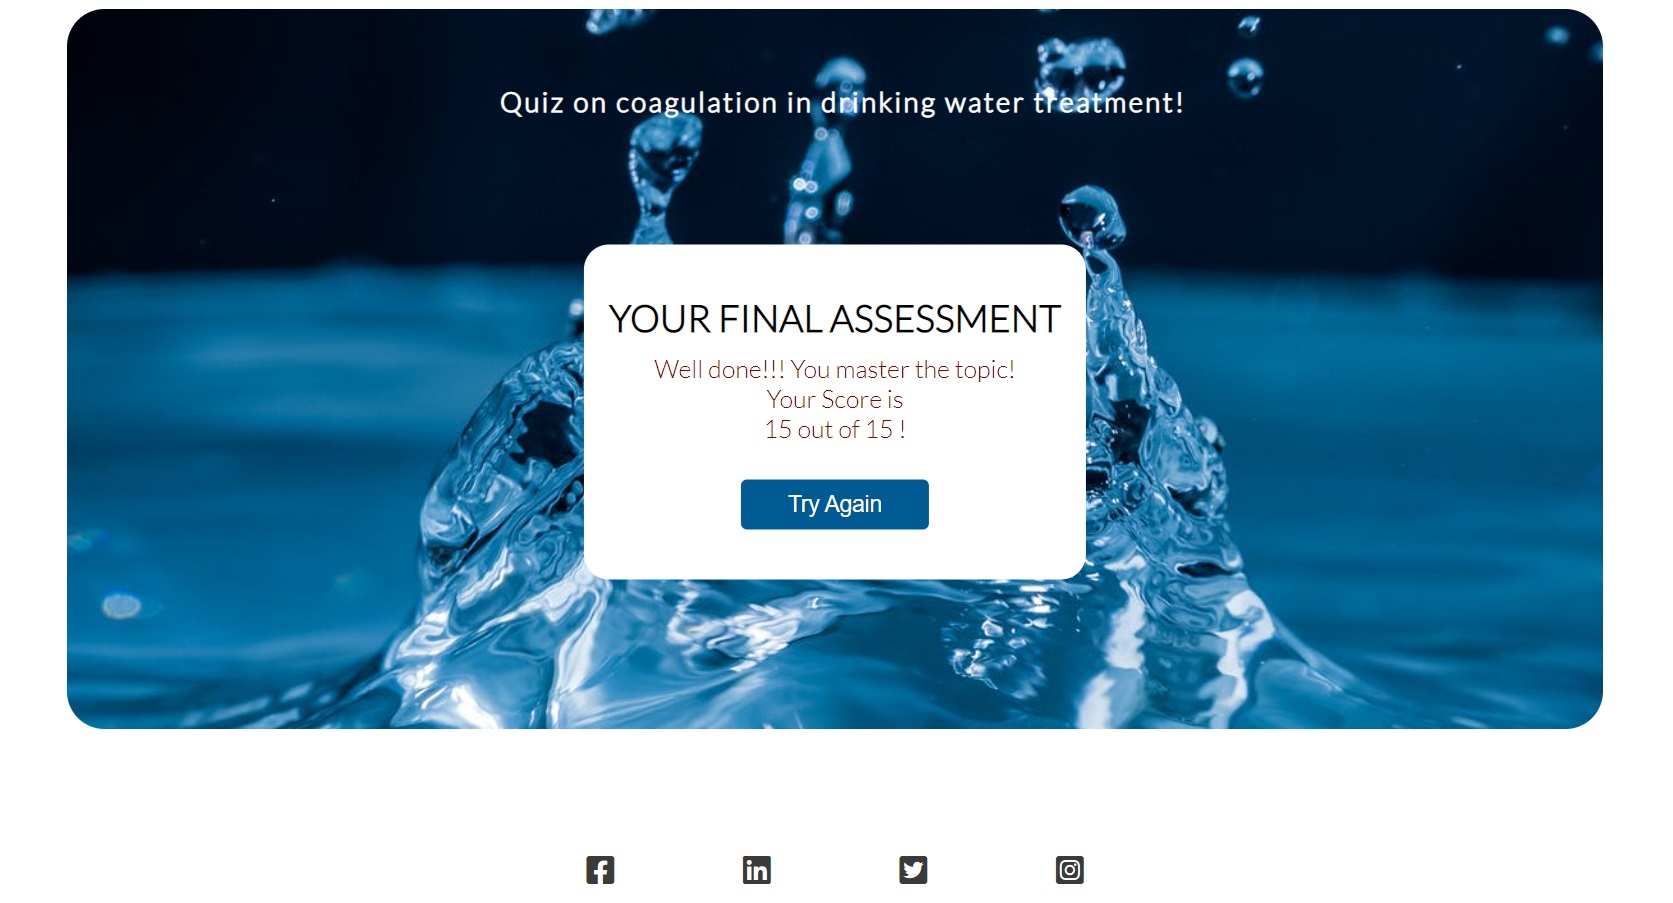 Quiz on coagulation in drinking water treatment!
YOUR FINAL ASSESSMENT
Well done!!! You master the topic!
Your Score is
15 out of 15 !
Try Again